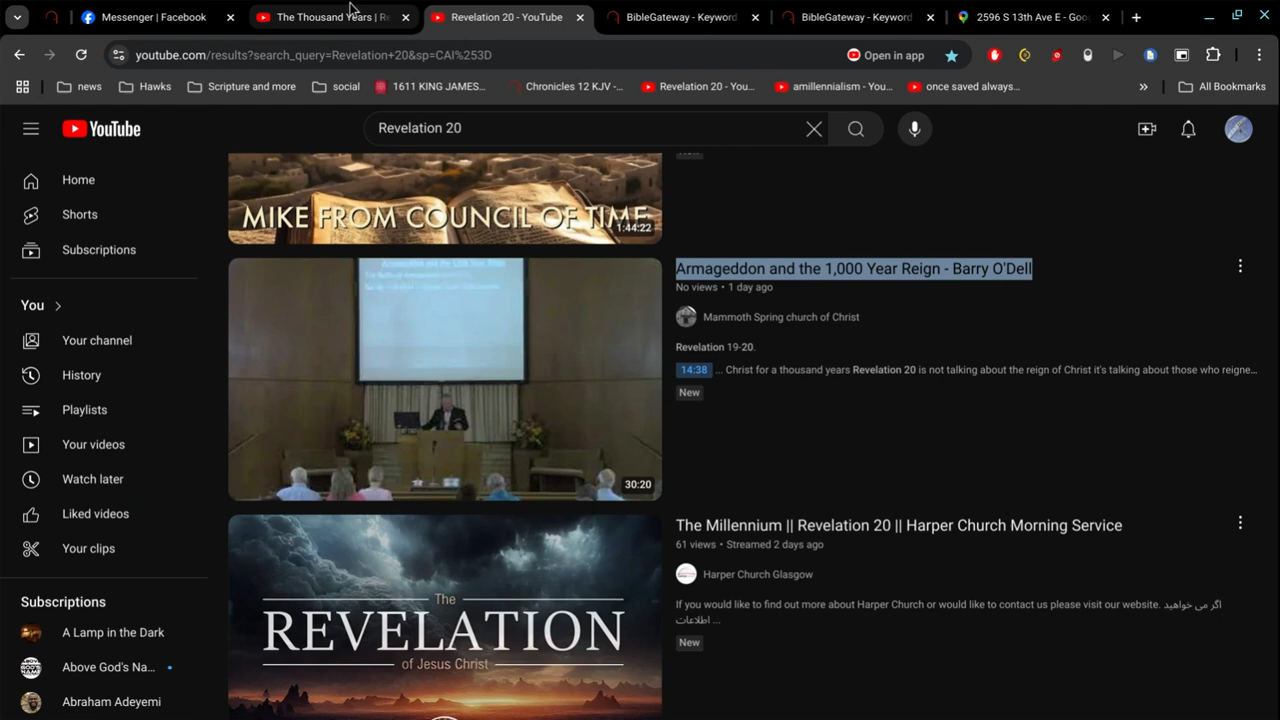 Messenger | Facebook
The Thousand Years | Re
Revelation 20 - YouTube
BibleGateway - Keyword
BibleGateway - Keyword
2596 S 13th Ave E - Goo
youtube.com/results?search_query=Revelation+20&sp=CAI%253D
Open in app
news
Hawks
Scripture and more
social
1611 KING JAMES...
Chronicles 12 KJV -...
Revelation 20 - You...
amillennialism - You...
once saved always...
»
All Bookmarks
YouTube
Revelation 20
Home
Shorts
Subscriptions
You
Your channel
History
Playlists
Your videos
Watch later
Liked videos
Your clips
Subscriptions
A Lamp in the Dark
Above God's Na...
Abraham Adeyemi
MIKE FROM COUNCIL OF TIME
1:44:22
Armageddon and the 1,000 Year Reign - Barry O'Dell
No views • 1 day ago
Mammoth Spring church of Christ
Revelation 19-20.
14:38 ... Christ for a thousand years Revelation 20 is not talking about the reign of Christ it's talking about those who reigne...
New
30:20
The Millennium || Revelation 20 || Harper Church Morning Service
61 views • Streamed 2 days ago
Harper Church Glasgow
If you would like to find out more about Harper Church or would like to contact us please visit our website. اگر می خواهید
اطلاعات ...
New
The
REVELATION
of Jesus Christ